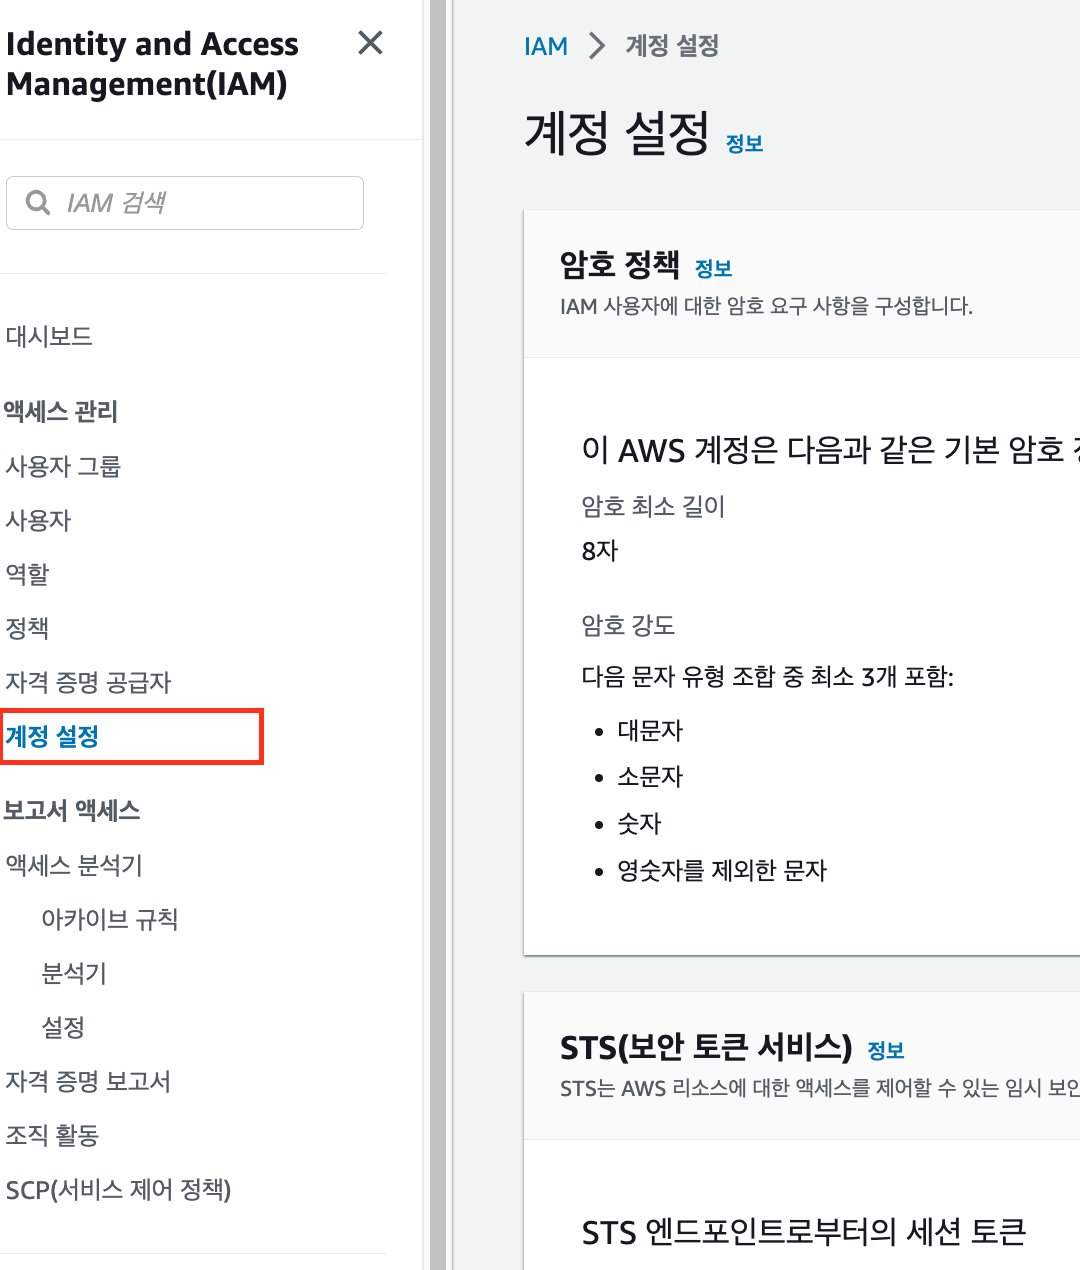 Identity and Access
Management(IAM)
IAM 검색
대시보드
액세스 관리
사용자 그룹
사용자
역할
정책
자격 증명 공급자
계정 설정
보고서 액세스
액세스 분석기
아카이브 규칙
분석기
설정
자격 증명 보고서
조직 활동
SCP(서비스 제어 정책)
IAM > 계정 설정
계정 설정 정보
암호 정책 정보
IAM 사용자에 대한 암호 요구 사항을 구성합니다.
이 AWS 계정은 다음과 같은 기본 암호
암호 최소 길이
8자
암호 강도
다음 문자 유형 조합 중 최소 3개 포함:
• 대문자
• 소문자
• 숫자
• 영숫자를 제외한 문자
STS(보안 토큰 서비스) 정보
STS는 AWS 리소스에 대한 액세스를 제어할 수 있는 임시 보안
STS 엔드포인트로부터의 세션 토큰